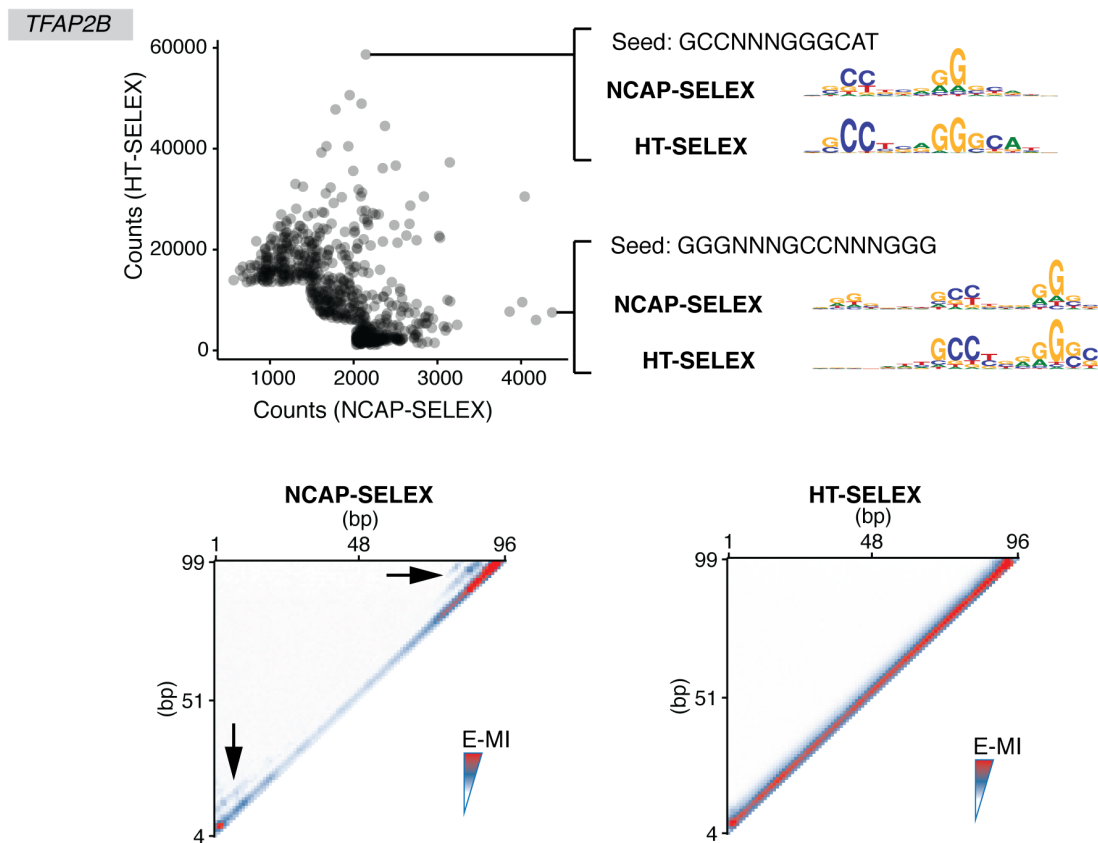 TFAP2B
60000
40000
20000
0
Counts (HT-SELEX)
1000 2000 3000 4000
Counts (NCAP-SELEX)
Seed: GCCNNNGGGCAT
NCAP-SELEX
HT-SELEX
Seed: GGGNNNGCCNNNGGG
NCAP-SELEX
HT-SELEX
NCAP-SELEX
(bp)
1 48 96
99
51
4
(bp)
E-MI
HT-SELEX
(bp)
1 48 96
99
51
4
(bp)
E-MI